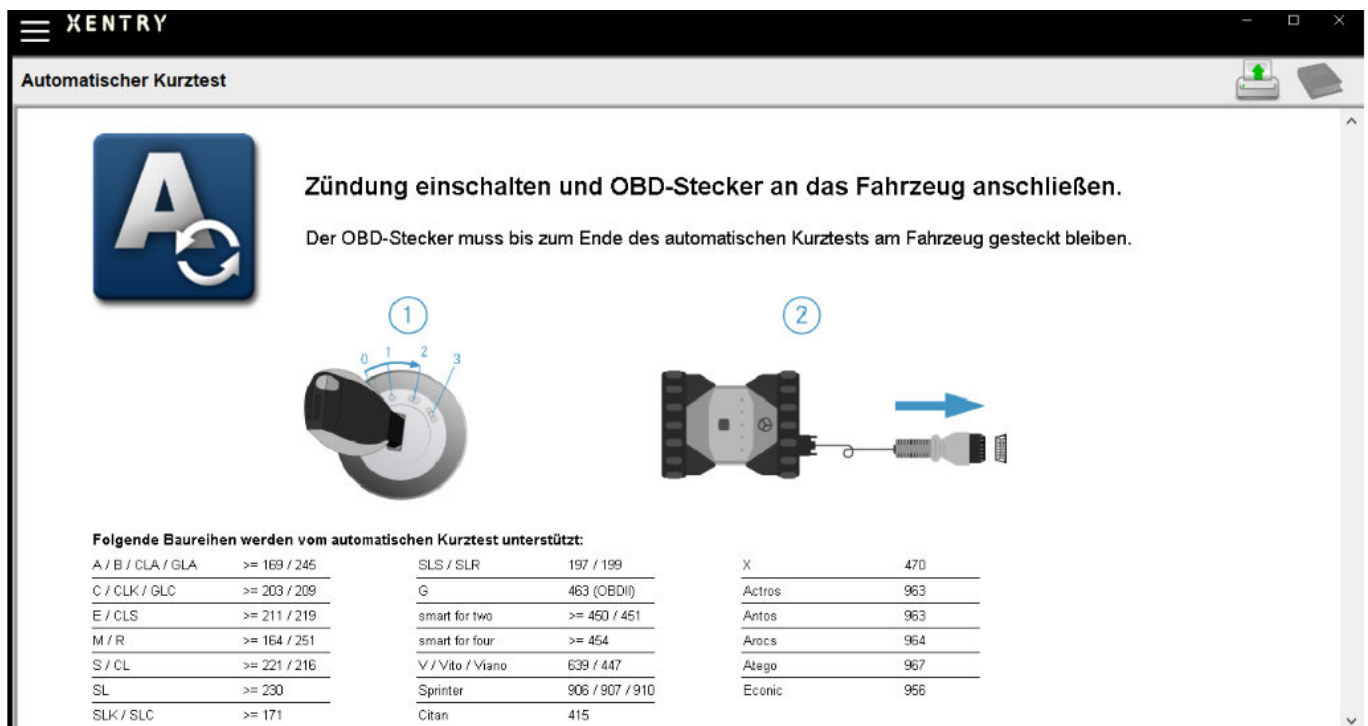 XENTRY
Automatischer Kurztest
A
Zündung einschalten und OBD-Stecker an das Fahrzeug anschließen.
Der OBD-Stecker muss bis zum Ende des automatischen Kurztests am Fahrzeug gesteckt bleiben.
1 2
0 1 2 3
Folgende Baureihen werden vom automatischen Kurztest unterstützt:
A / B / CLA / GLA >= 169 / 245 SLS / SLR 197 / 199 X 470
C / CLK / GLC >= 203 / 209 G 463 (OBDII) Actros 963
E / CLS >= 211 / 219 smart for two >= 450 / 451 Antos 963
M / R >= 164 / 251 smart for four >= 454 Arocs 964
S / CL >= 221 / 216 V / Vito / Viano 639 / 447 Atego 967
SL >= 230 Sprinter 906 / 907 / 910 Econic 956
SLK / SLC >= 171 Citan 415